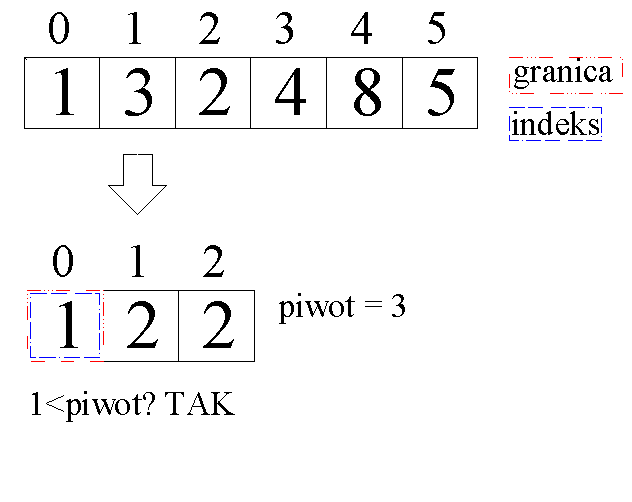 0 1 2 3 4 5
1 3 2 4 8 5
granica
indeks
0 1 2
1 2 2
piwot = 3
1<piwot? TAK